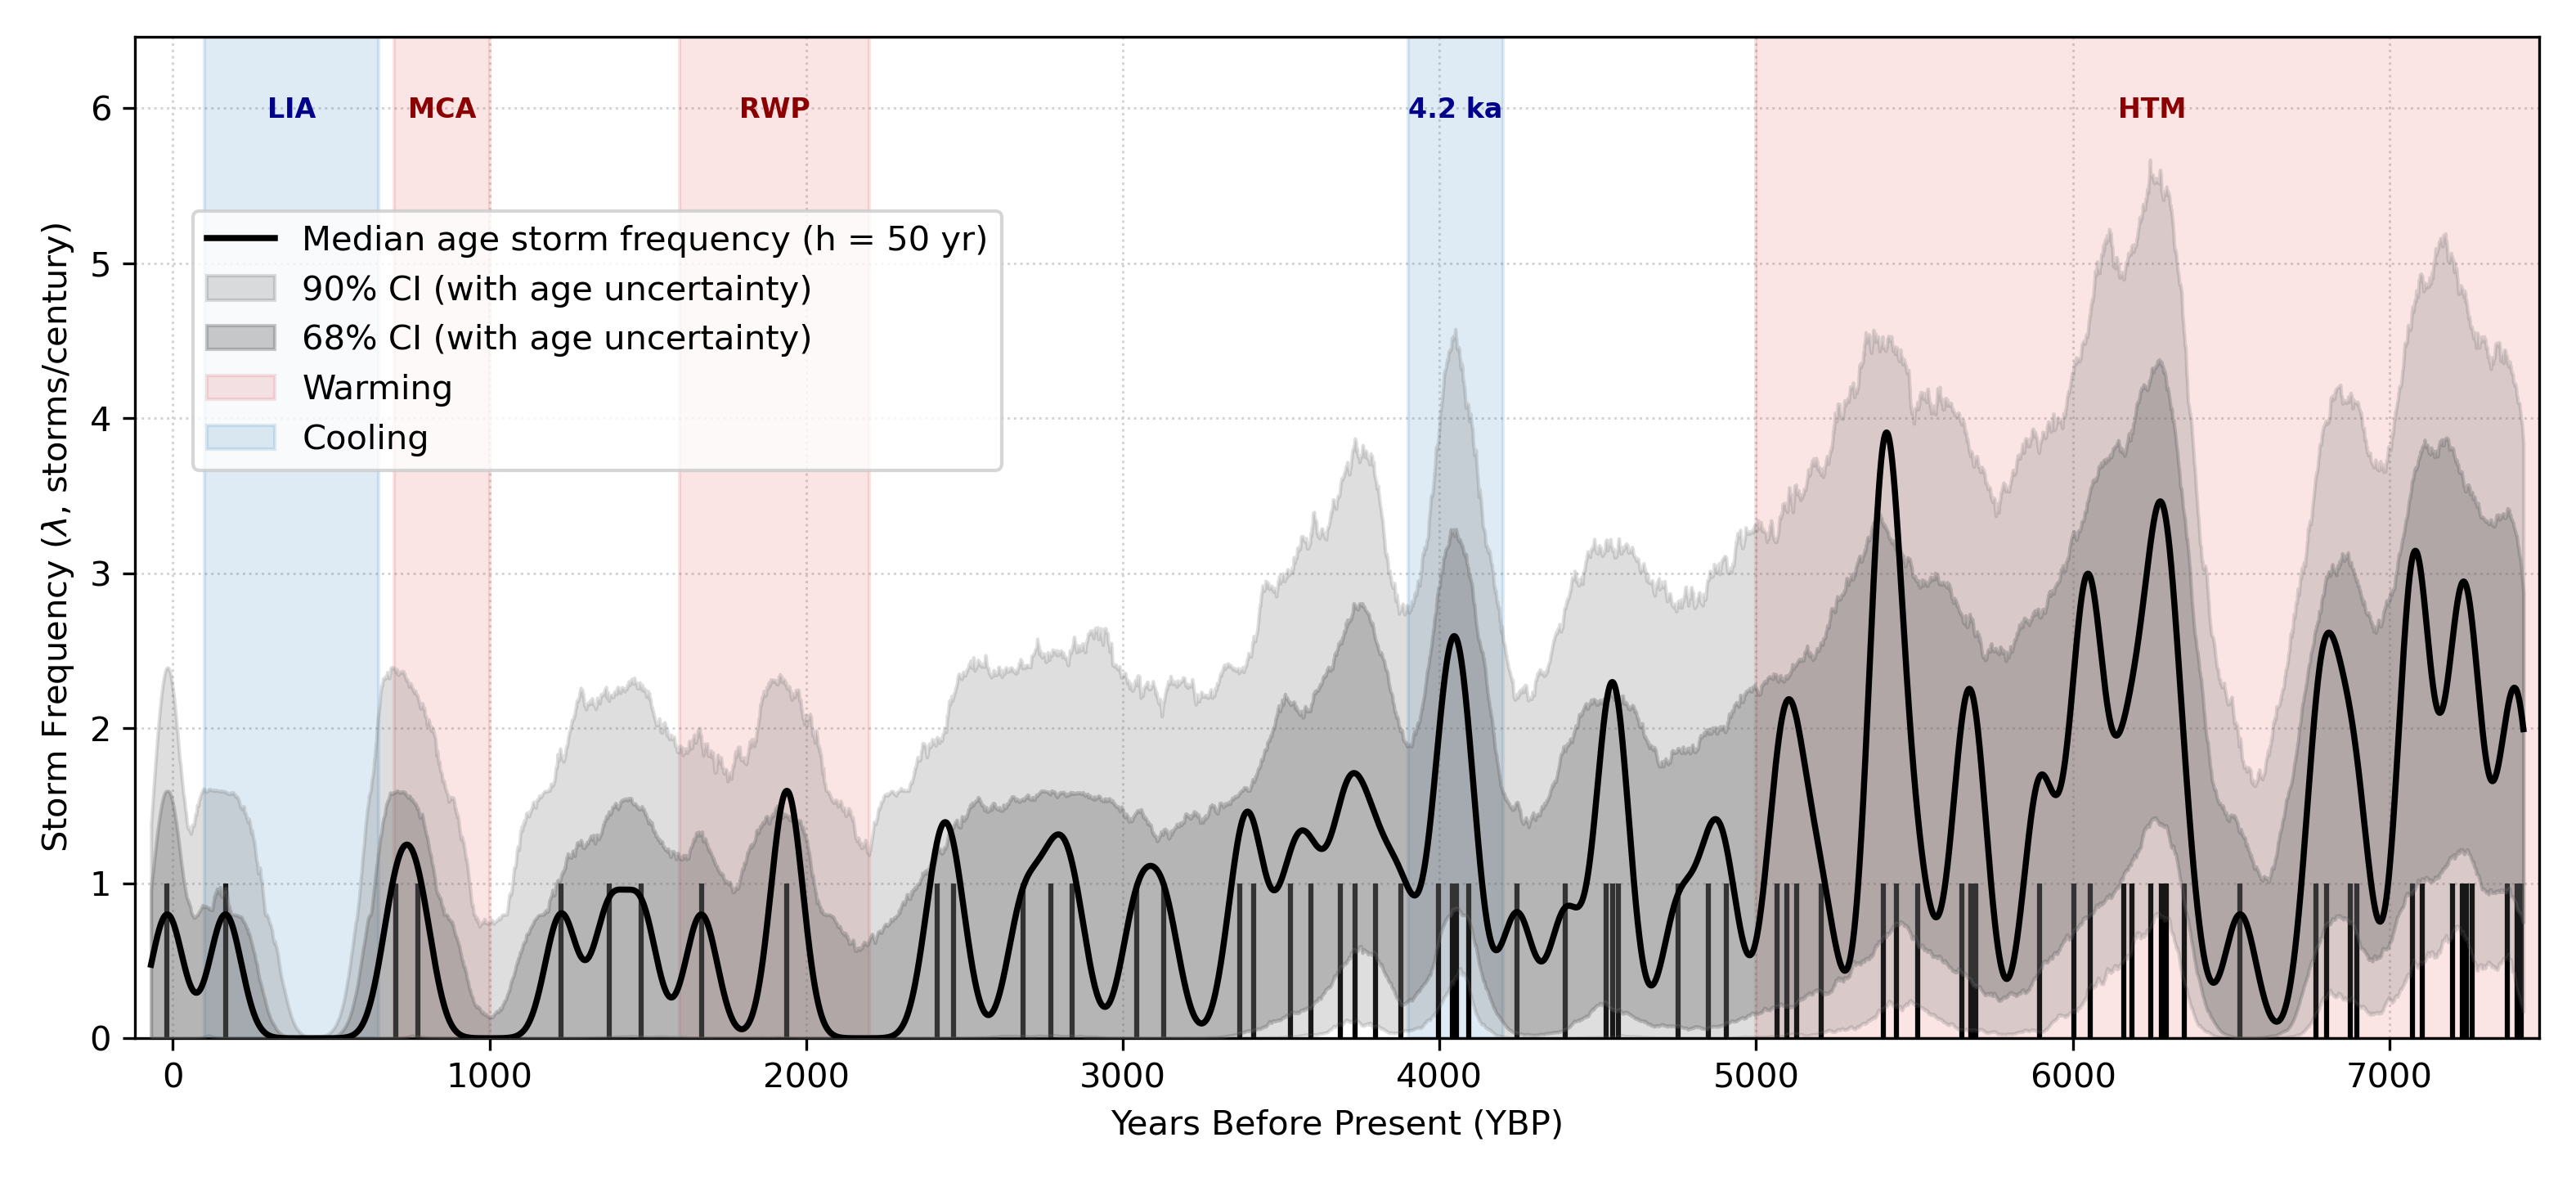 LIA
MCA
RWP
4.2 ka
HTM
Median age storm frequency (h = 50 yr)
90% CI (with age uncertainty)
68% CI (with age uncertainty)
Warming
Cooling
Storm Frequency (λ, storms/century)
6
5
4
3
2
1
0
0 1000 2000 3000 4000 5000 6000 7000
Years Before Present (YBP)